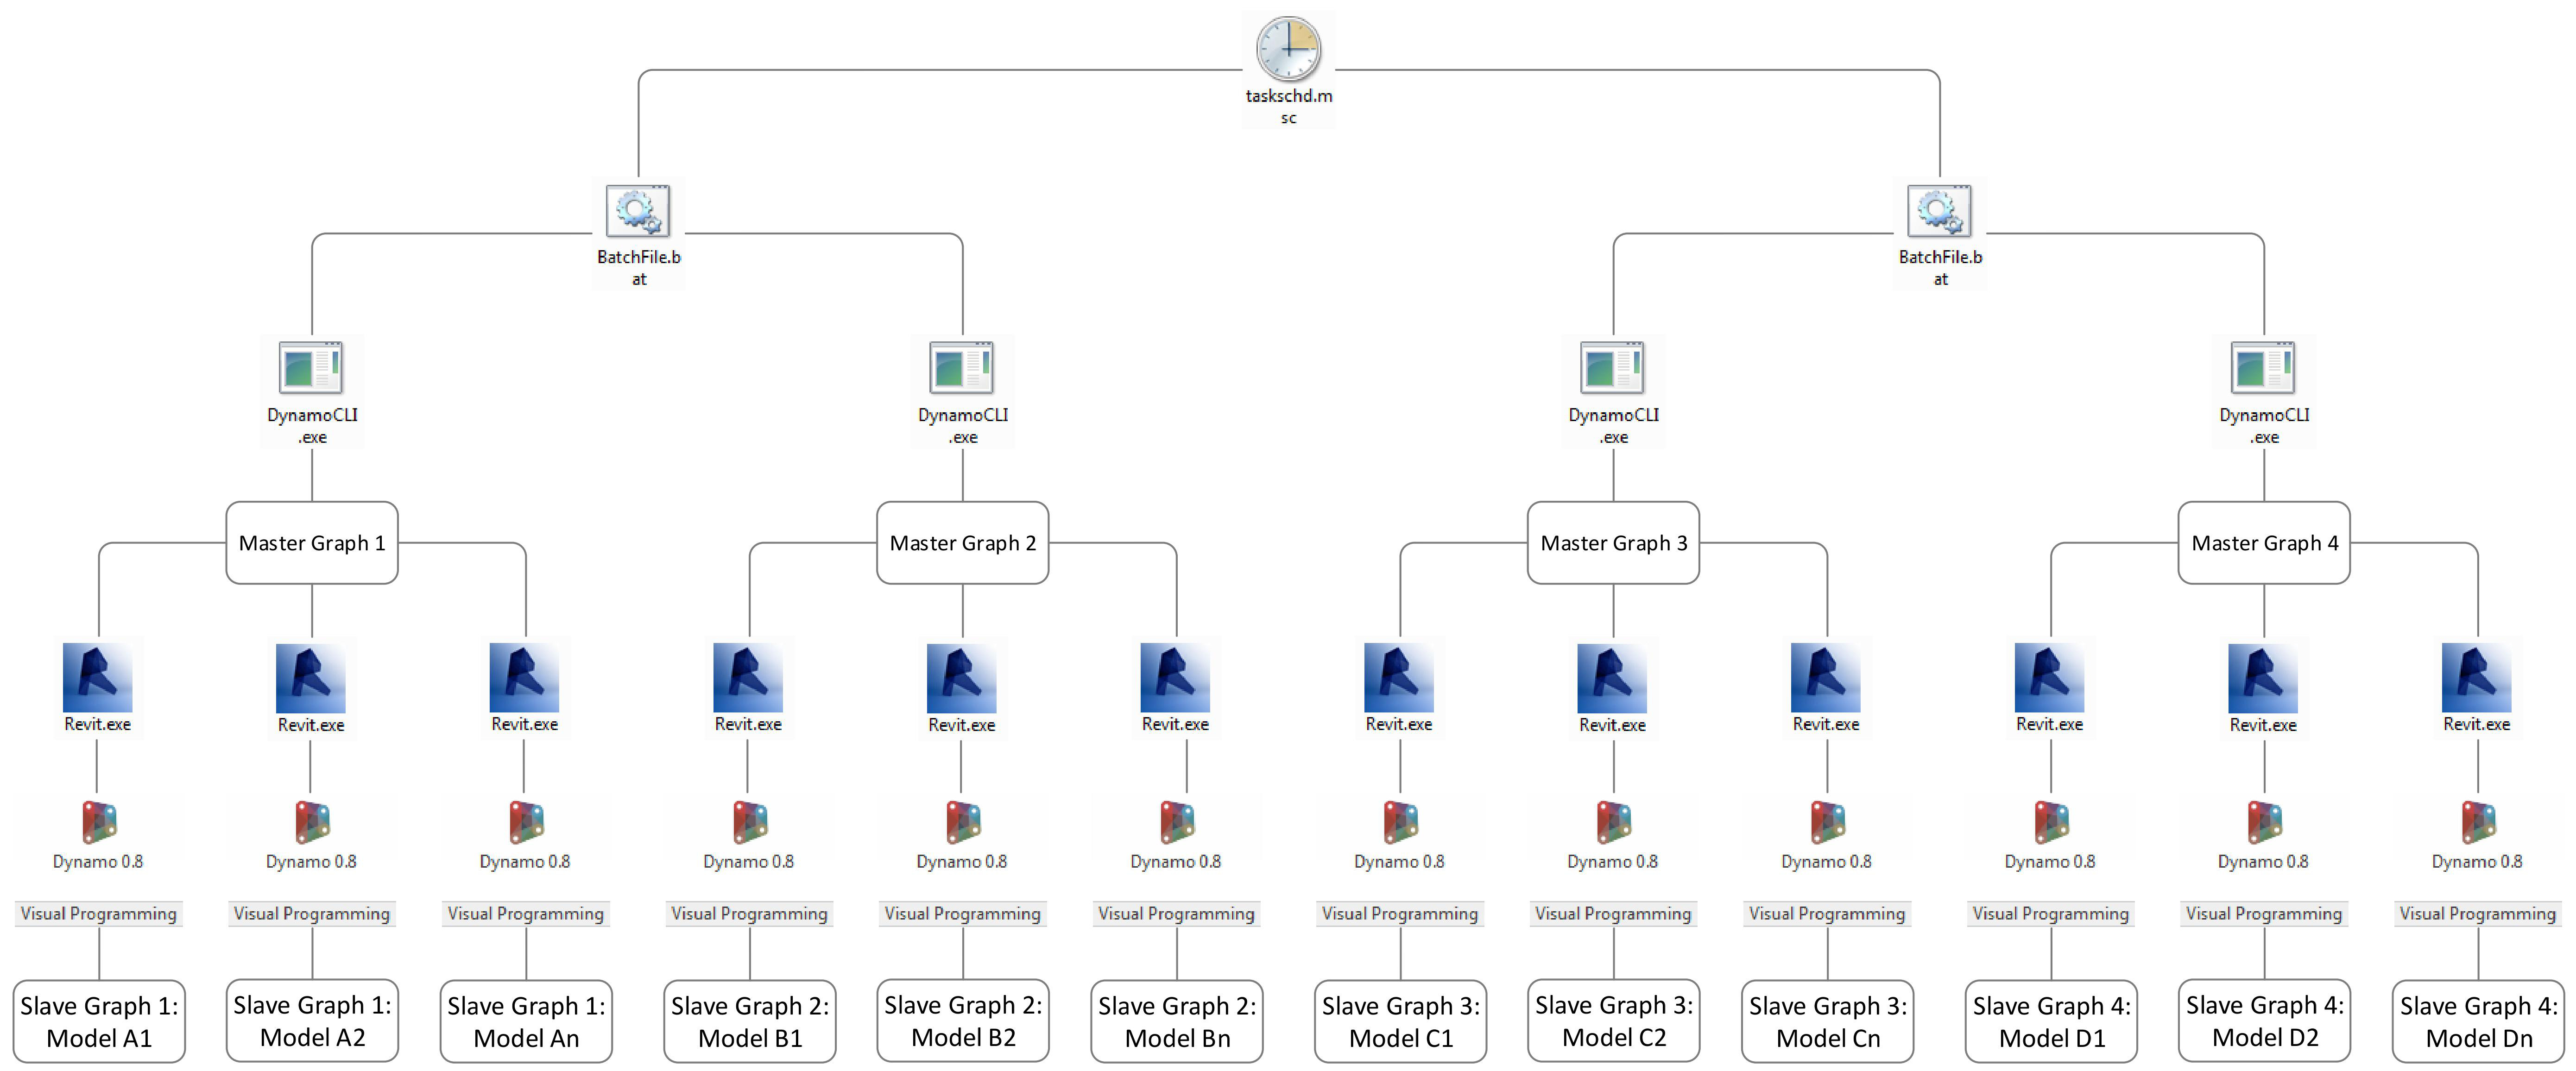 taskschd.m
sc
BatchFile.b
at
BatchFile.b
at
DynamoCLI
.exe
DynamoCLI
.exe
DynamoCLI
.exe
DynamoCLI
.exe
Master Graph 1
Master Graph 2
Master Graph 3
Master Graph 4
Revit.exe
Revit.exe
Revit.exe
Revit.exe
Revit.exe
Revit.exe
Revit.exe
Revit.exe
Revit.exe
Revit.exe
Revit.exe
Revit.exe
Dynamo 0.8
Dynamo 0.8
Dynamo 0.8
Dynamo 0.8
Dynamo 0.8
Dynamo 0.8
Dynamo 0.8
Dynamo 0.8
Dynamo 0.8
Dynamo 0.8
Dynamo 0.8
Dynamo 0.8
Visual Programming
Visual Programming
Visual Programming
Visual Programming
Visual Programming
Visual Programming
Visual Programming
Visual Programming
Visual Programming
Visual Programming
Visual Programming
Visual Programming
Slave Graph 1:
Model A1
Slave Graph 1:
Model A2
Slave Graph 1:
Model An
Slave Graph 2:
Model B1
Slave Graph 2:
Model B2
Slave Graph 2:
Model Bn
Slave Graph 3:
Model C1
Slave Graph 3:
Model C2
Slave Graph 3:
Model Cn
Slave Graph 4:
Model D1
Slave Graph 4:
Model D2
Slave Graph 4:
Model Dn